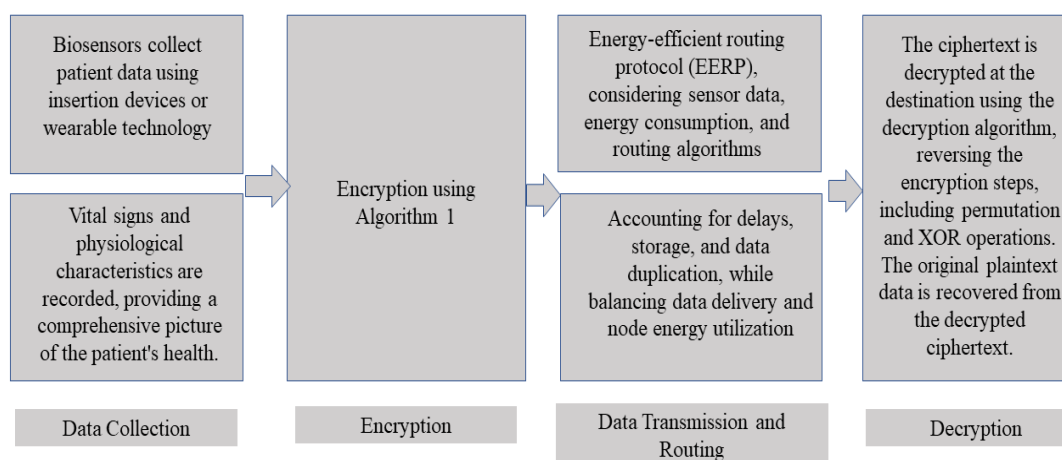 Biosensors collect
patient data using
insertion devices or
wearable technology
Vital signs and
physiological
characteristics are
recorded, providing a
comprehensive picture
of the patient's health.
Encryption using
Algorithm 1
Energy-efficient routing
protocol (EERP),
considering sensor data,
energy consumption, and
routing algorithms
Accounting for delays,
storage, and data
duplication, while
balancing data delivery and
node energy utilization
The ciphertext is
decrypted at the
destination using the
decryption algorithm,
reversing the
encryption steps,
including permutation
and XOR operations.
The original plaintext
data is recovered from
the decrypted
ciphertext.
Data Collection
Encryption
Data Transmission and
Routing
Decryption